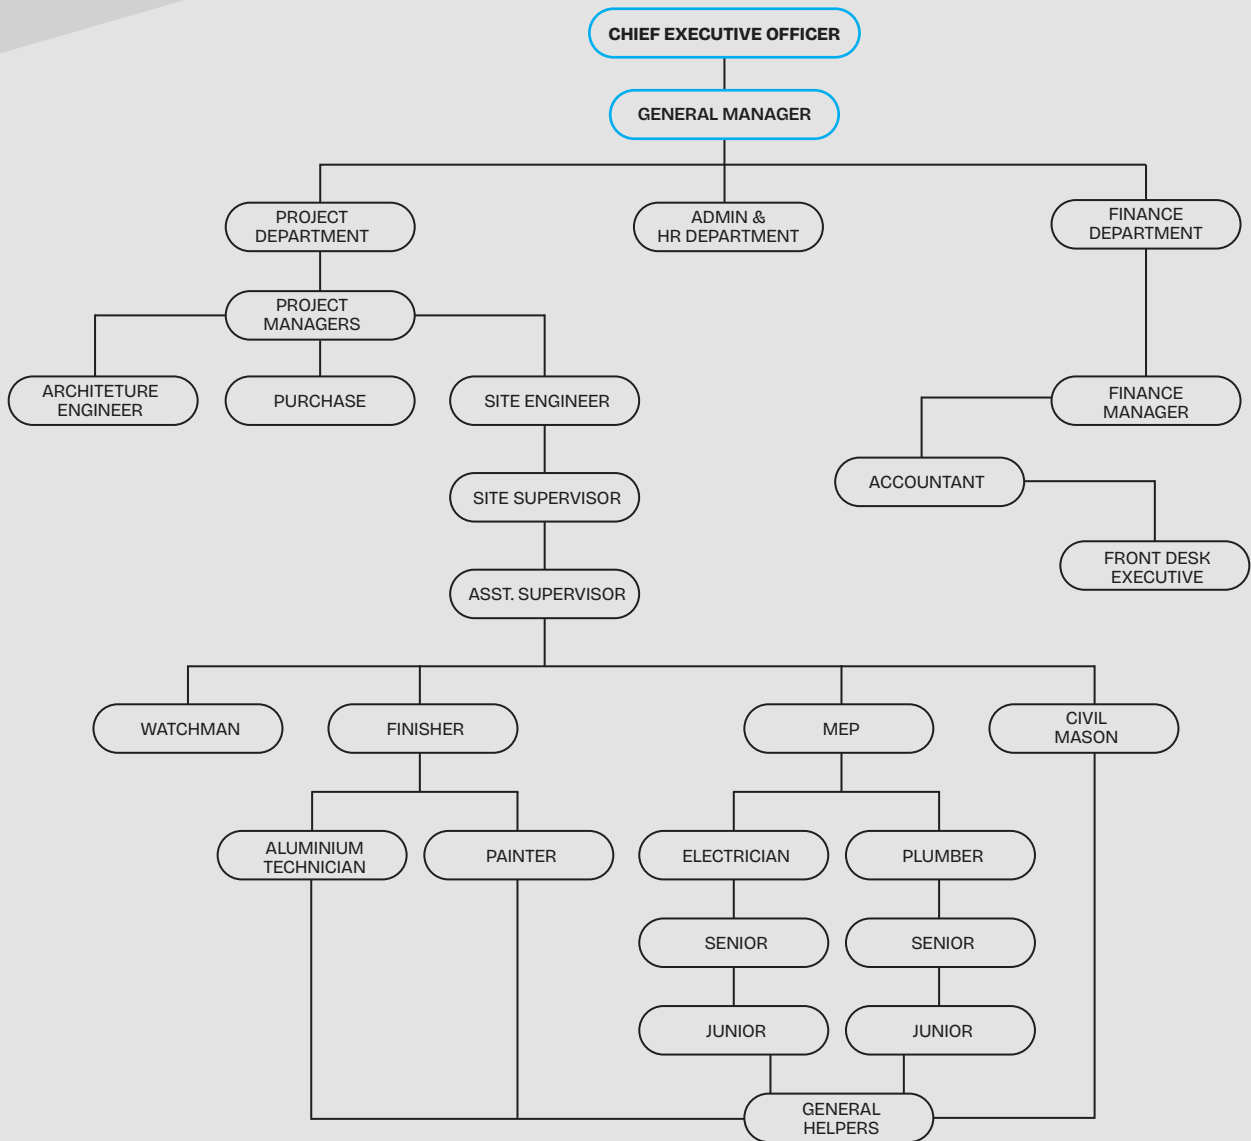 CHIEF EXECUTIVE OFFICER
GENERAL MANAGER
PROJECT
DEPARTMENT
ADMIN &
HR DEPARTMENT
FINANCE
DEPARTMENT
PROJECT
MANAGERS
ARCHITETURE
ENGINEER
PURCHASE
SITE ENGINEER
FINANCE
MANAGER
ACCOUNTANT
SITE SUPERVISOR
FRONT DESK
EXECUTIVE
ASST. SUPERVISOR
WATCHMAN
FINISHER
MEP
CIVIL
MASON
ALUMINIUM
TECHNICIAN
PAINTER
ELECTRICIAN
PLUMBER
SENIOR
SENIOR
JUNIOR
JUNIOR
GENERAL
HELPERS